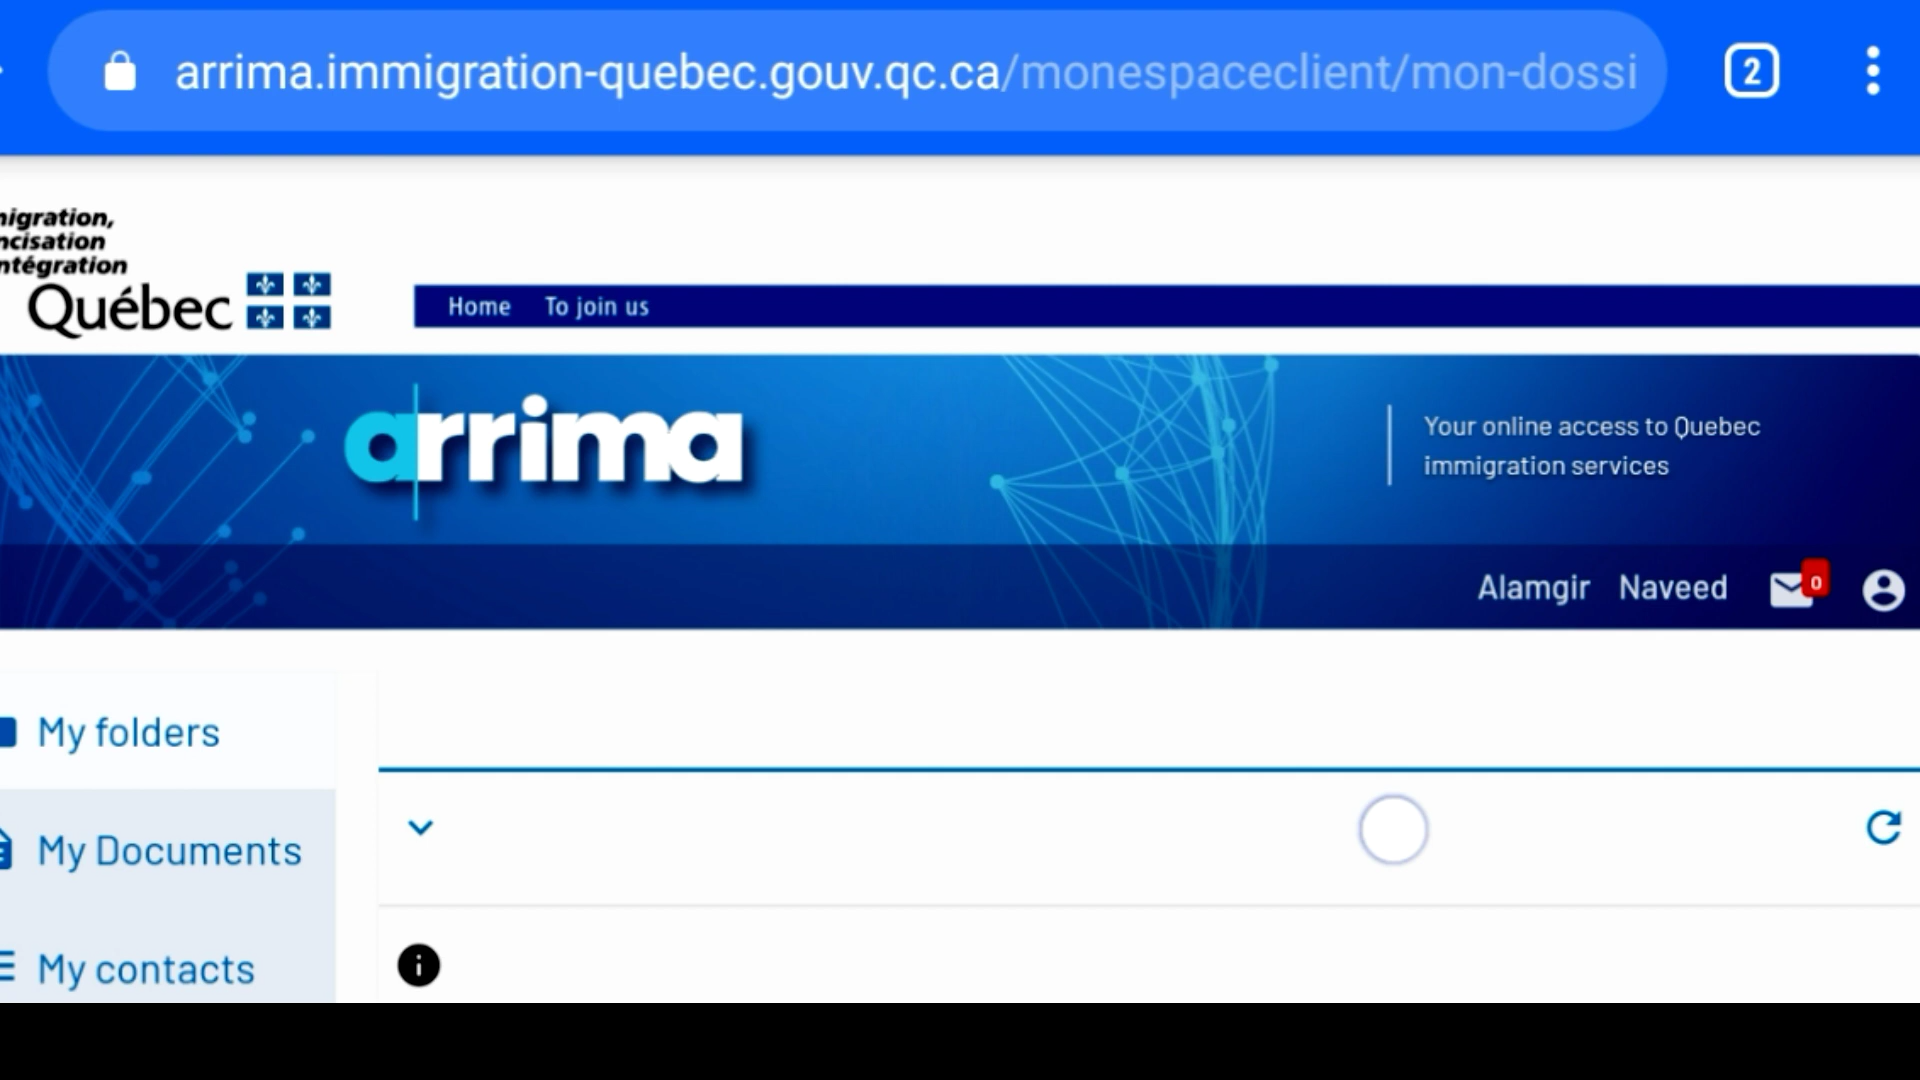 arrima.immigration-quebec.gouv.qc.ca/monespaceclient/mon-dossi
2
migration,
ncisation
ntégration
Québec
Home To join us
arrima
Your online access to Quebec
immigration services
Alamgir Naveed
0
My folders
My Documents
My contacts